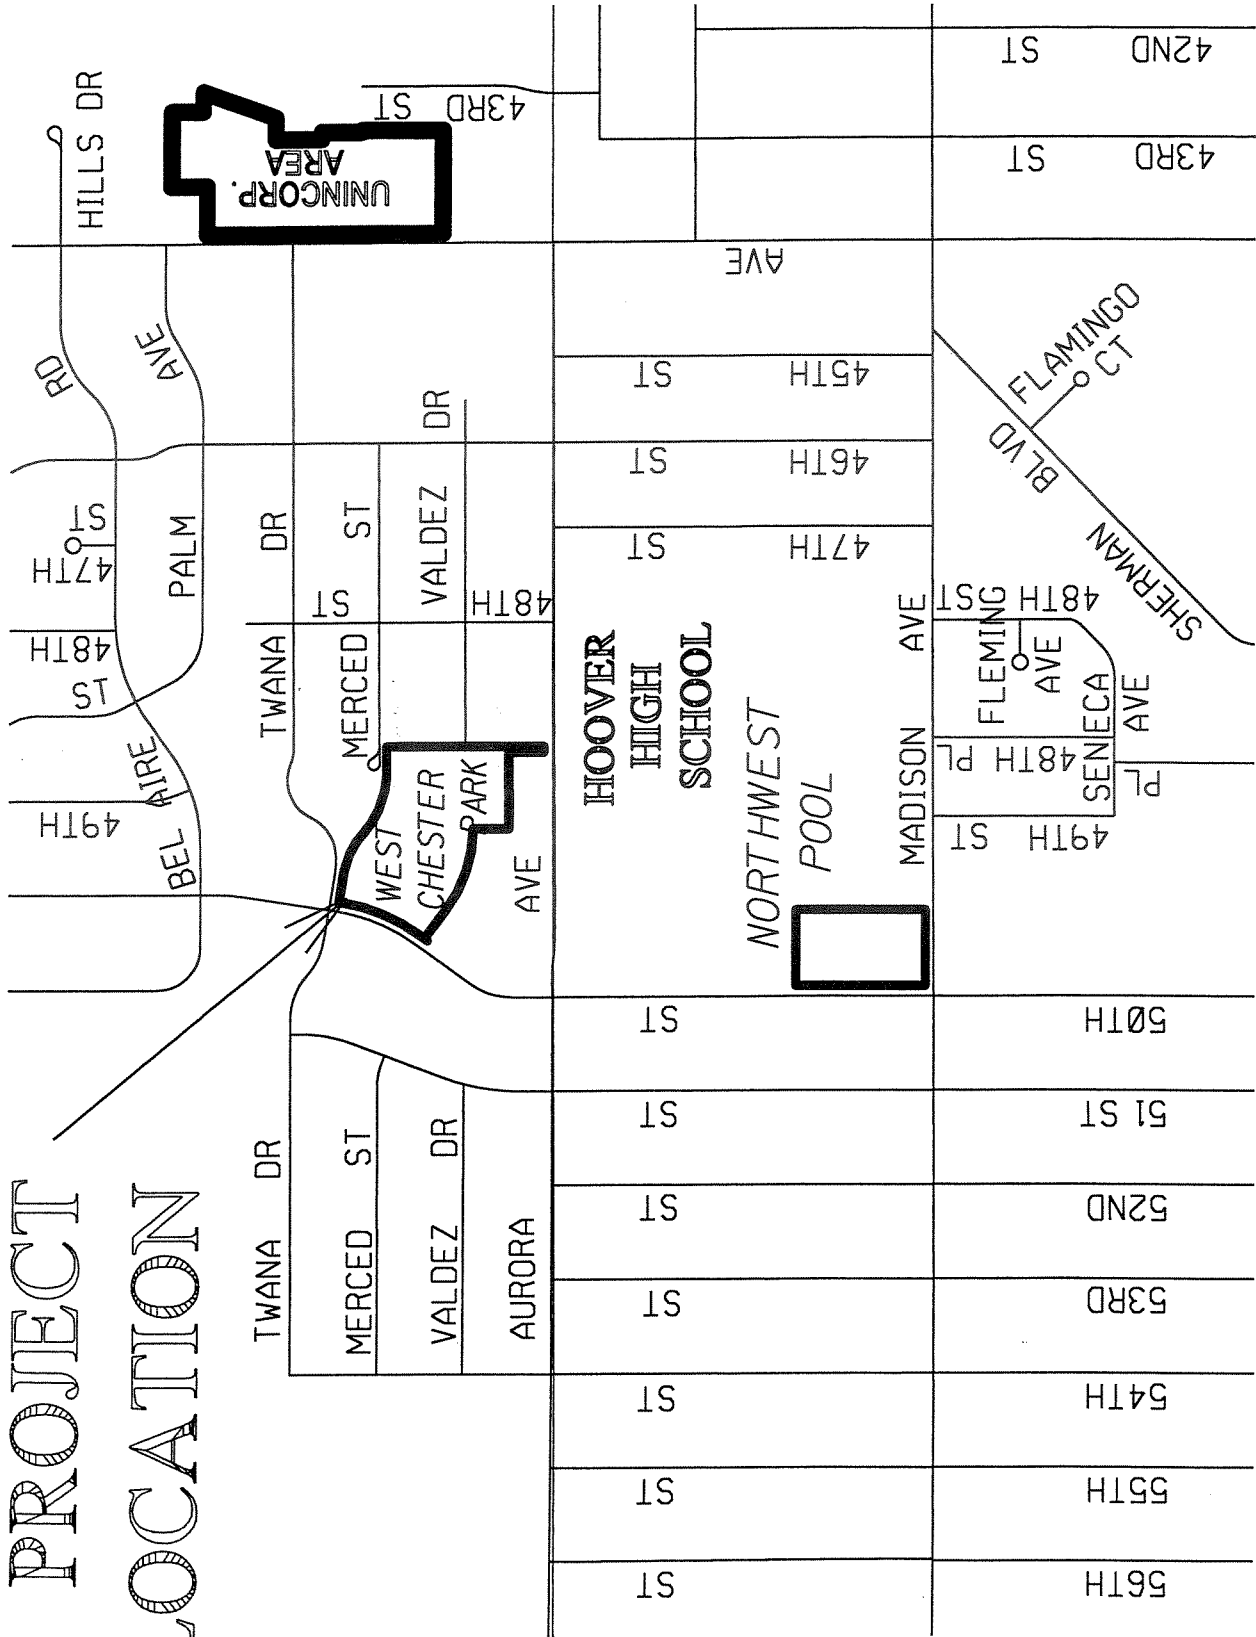 PROJECT
LOCATION
HILLS DR
43RD ST
UNINCORP.
AREA
42ND ST
43RD ST
AVE
RD
AVE
45TH ST
46TH ST
47TH ST
FLAMINGO
CT
SHERMAN BLVD
47TH
ST
PALM
48TH
ST
BEL AIRE
49TH
TWANA DR
MERCED ST
VALDEZ DR
48TH ST
WEST
CHESTER
PARK
AVE
HOOVER
HIGH
SCHOOL
NORTHWEST
POOL
MADISON AVE
48TH ST
FLEMING
AVE
SENECA
AVE
48TH PL
PL
49TH ST
TWANA DR
MERCED ST
VALDEZ DR
AURORA
50TH ST
51 ST ST
52ND ST
53RD ST
54TH ST
55TH ST
56TH ST